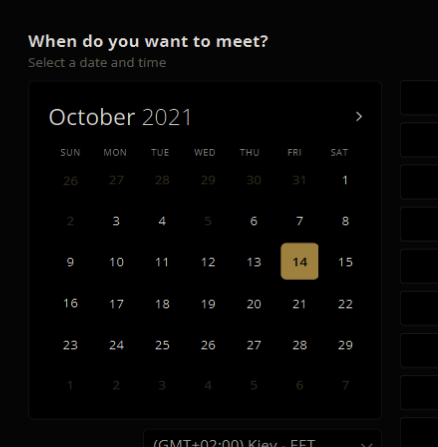 When do you want to meet?
Select a date and time
October 2021
SUN MON TUE WED THU FRI SAT
26 27 28 29 30 31 1
2 3 4 5 6 7 8
9 10 11 12 13 14 15
16 17 18 19 20 21 22
23 24 25 26 27 28 29
1 2 3 4 5 6 7
(GMT+02:00) Kiev - EET